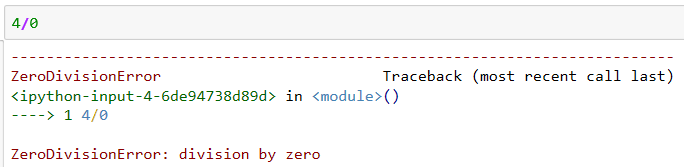 4/0
---------------------------------------------------------------------------
ZeroDivisionError                         Traceback (most recent call last)
<ipython-input-4-6de94738d89d> in <module>()
----> 1 4/0

ZeroDivisionError: division by zero